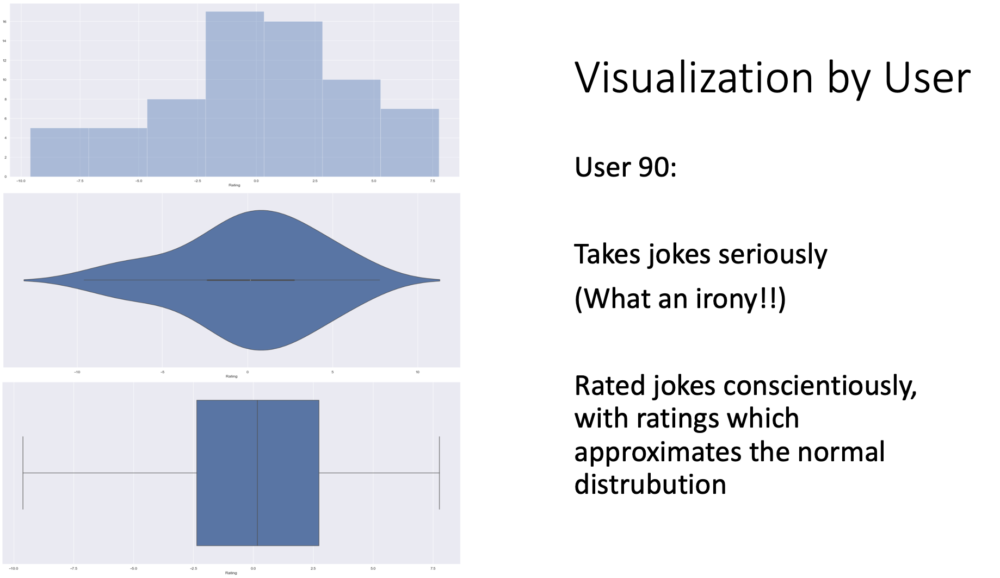 16
14
12
10
8
6
4
2
0
−10.0 −7.5 −5.0 −2.5 0.0 2.5 5.0 7.5
Rating
−10 −5 0 5 10
Rating
−10.0 −7.5 −5.0 −2.5 0.0 2.5 5.0 7.5
Rating
Visualization by User
User 90:
Takes jokes seriously
(What an irony!!)
Rated jokes conscientiously,
with ratings which
approximates the normal
distrubution